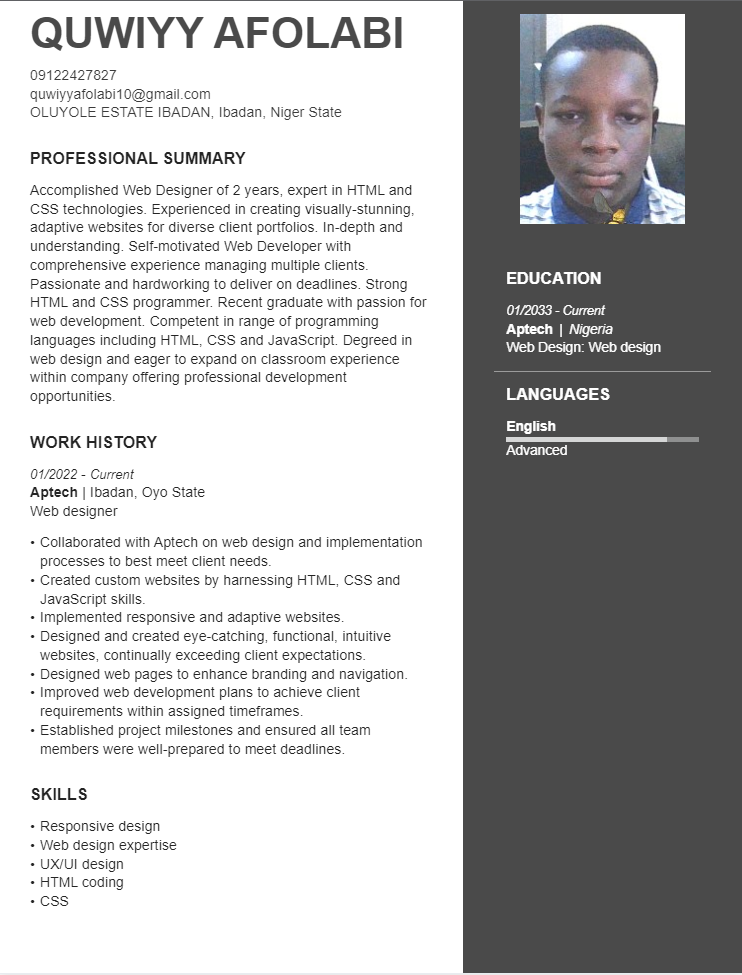 QUWIYY AFOLABI
09122427827
quwiyyafolabi10@gmail.com
OLUYOLE ESTATE IBADAN, Ibadan, Niger State
PROFESSIONAL SUMMARY
Accomplished Web Designer of 2 years, expert in HTML and
CSS technologies. Experienced in creating visually-stunning,
adaptive websites for diverse client portfolios. In-depth and
understanding. Self-motivated Web Developer with
comprehensive experience managing multiple clients.
Passionate and hardworking to deliver on deadlines. Strong
HTML and CSS programmer. Recent graduate with passion for
web development. Competent in range of programming
languages including HTML, CSS and JavaScript. Degreed in
web design and eager to expand on classroom experience
within company offering professional development
opportunities.
WORK HISTORY
01/2022 - Current
Aptech | Ibadan, Oyo State
Web designer
• Collaborated with Aptech on web design and implementation
processes to best meet client needs.
• Created custom websites by harnessing HTML, CSS and
JavaScript skills.
• Implemented responsive and adaptive websites.
• Designed and created eye-catching, functional, intuitive
websites, continually exceeding client expectations.
• Designed web pages to enhance branding and navigation.
• Improved web development plans to achieve client
requirements within assigned timeframes.
• Established project milestones and ensured all team
members were well-prepared to meet deadlines.
SKILLS
• Responsive design
• Web design expertise
• UX/UI design
• HTML coding
• CSS
EDUCATION
01/2033 - Current
Aptech | Nigeria
Web Design: Web design
LANGUAGES
English
Advanced